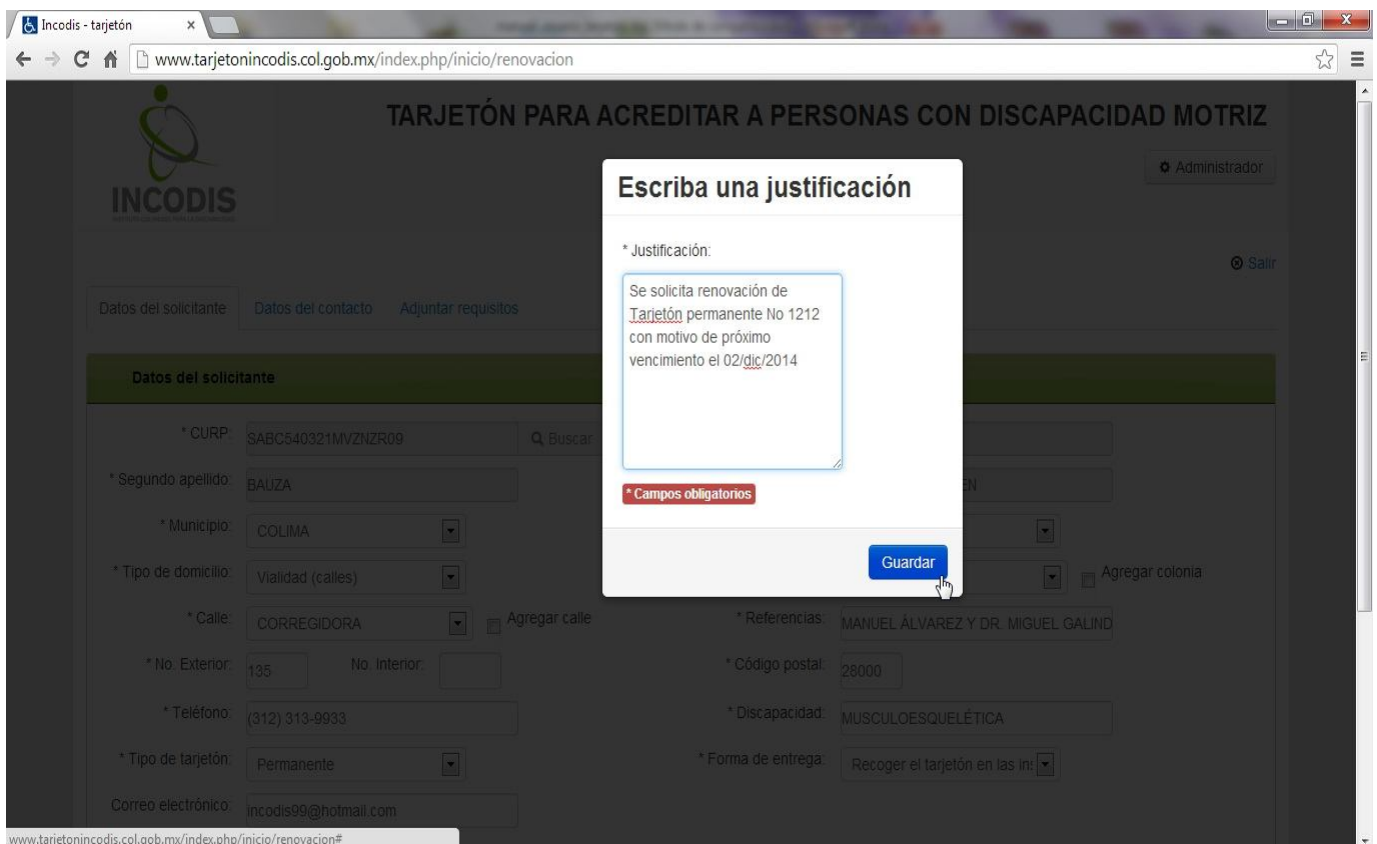 Incodis - tarjetón
www.tarjetonincodis.col.gob.mx/index.php/inicio/renovacion
TARJETÓN PARA ACREDITAR A PERSONAS CON DISCAPACIDAD MOTRIZ
Administrador
INCODIS
Salir
Datos del solicitante Datos del contacto Adjuntar requisitos
Escriba una justificación
* Justificación:
Se solicita renovación de
Tarjetón permanente No 1212
con motivo de próximo
vencimiento el 02/dic/2014
* Campos obligatorios
Guardar
Datos del solicitante
* CURP: SABC540321MVZNZR09 Buscar
* Segundo apellido: BAUZA
* Municipio: COLIMA
* Tipo de domicilio: Vialidad (calles) Agregar colonia
* Calle: CORREGIDORA Agregar calle * Referencias: MANUEL ÁLVAREZ Y DR. MIGUEL GALIND
* No. Exterior: 135 No. Interior: * Código postal: 28000
* Teléfono: (312) 313-9933 * Discapacidad: MUSCULOESQUELÉTICA
* Tipo de tarjetón: Permanente * Forma de entrega: Recoger el tarjetón en las in
Correo electrónico: incodis99@hotmail.com
www.tarjetonincodis.col.gob.mx/index.php/inicio/renovacion#